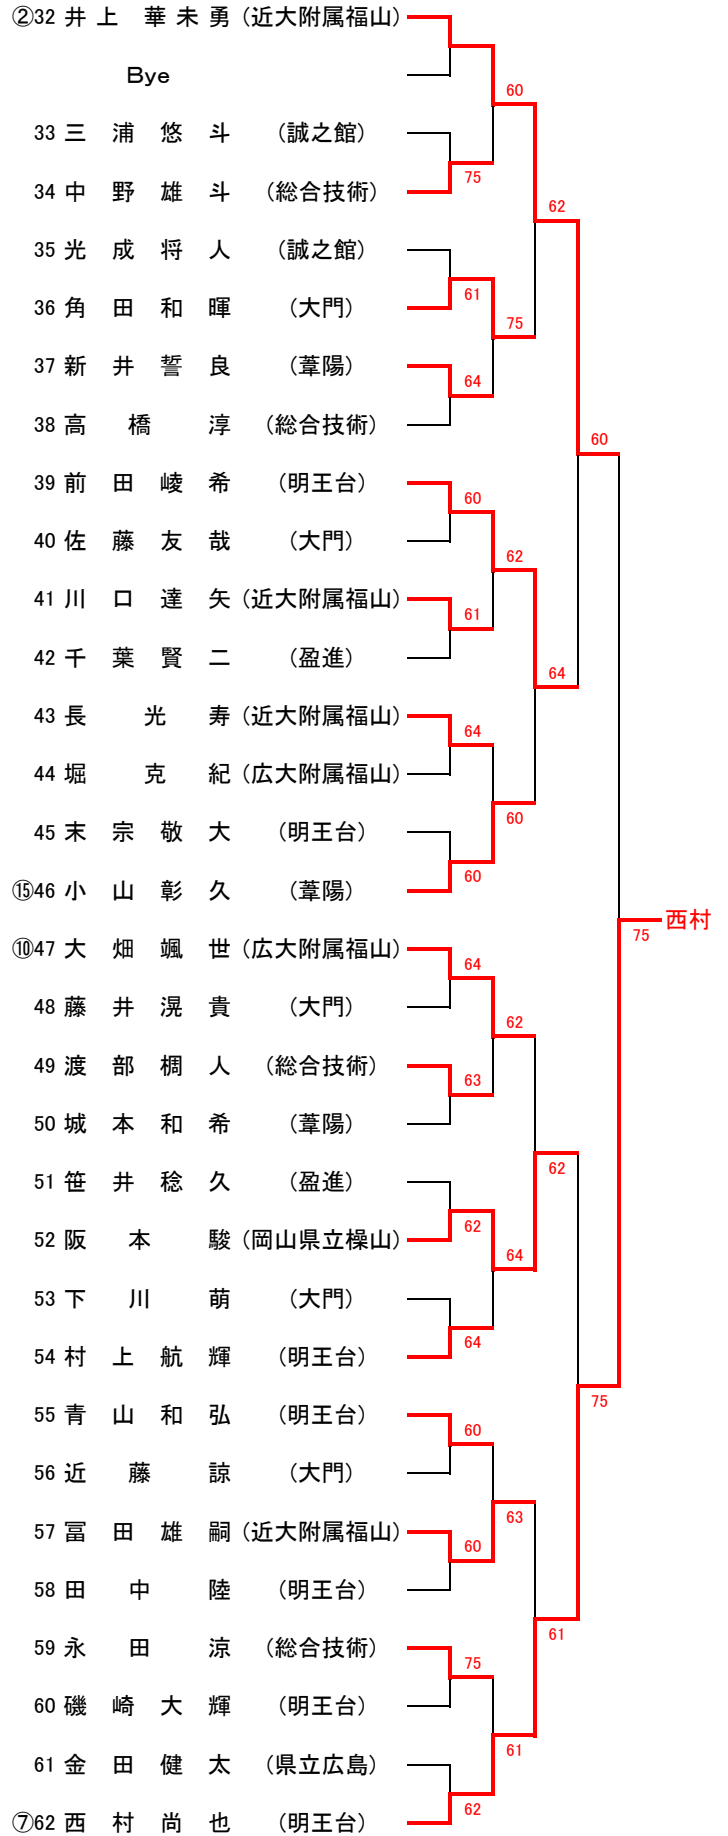 ②32 井上 華未勇 (近大附属福山)
Bye
60
33 三浦悠斗 (誠之館)
75
34 中野雄斗 (総合技術)
62
35 光成将人 (誠之館)
61
36 角田和暉 (大門)
75
37 新井誓良 (葦陽)
64
38 高橋淳 (総合技術)
60
39 前田崚希 (明王台)
60
40 佐藤友哉 (大門)
62
41 川口達矢 (近大附属福山)
61
42 千葉賢二 (盈進)
64
43 長光寿 (近大附属福山)
64
44 堀克紀 (広大附属福山)
60
45 末宗敬大 (明王台)
60
⑮46 小山彰久 (葦陽)
西村
75
⑩47 大畑颯世 (広大附属福山)
64
48 藤井滉貴 (大門)
62
49 渡部椆人 (総合技術)
63
50 城本和希 (葦陽)
62
51 笹井稔久 (盈進)
62
52 阪本駿 (岡山県立操山)
64
53 下川萌 (大門)
64
54 村上航輝 (明王台)
75
55 青山和弘 (明王台)
60
56 近藤諒 (大門)
63
57 冨田雄嗣 (近大附属福山)
60
58 田中陸 (明王台)
61
59 永田涼 (総合技術)
75
60 磯崎大輝 (明王台)
61
61 金田健太 (県立広島)
62
⑦62 西村尚也 (明王台)